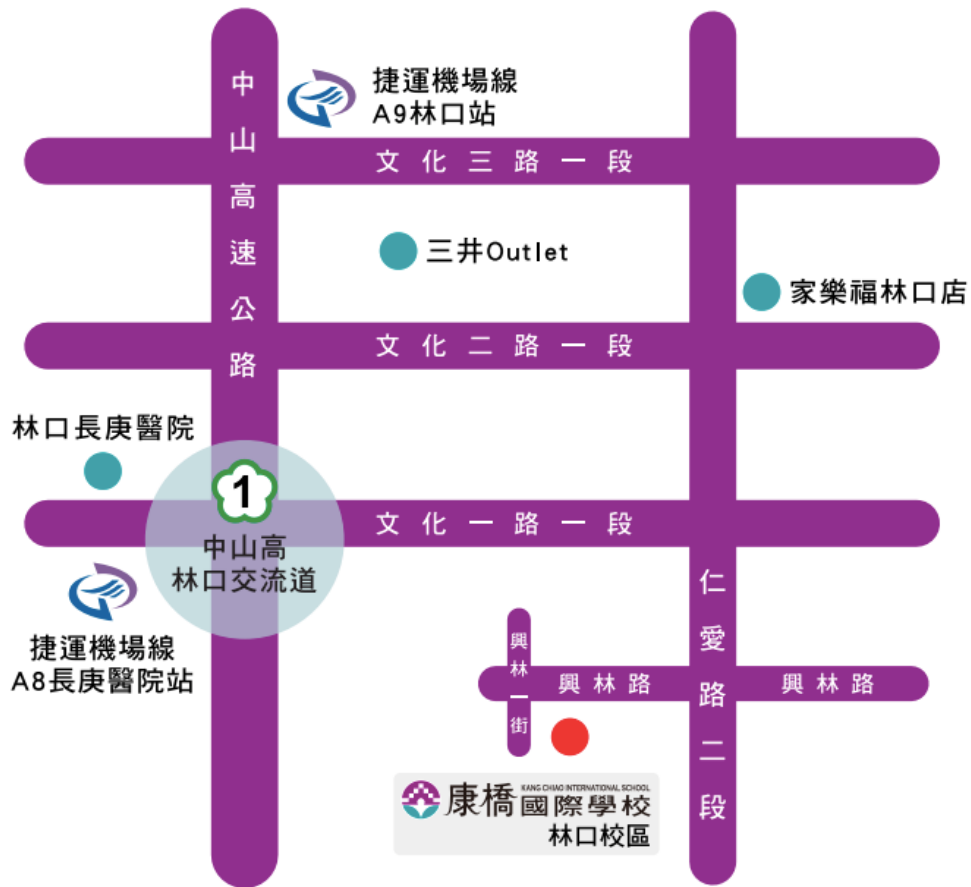 中山高速公路
捷運機場線
A9林口站
文化三路一段
三井Outlet
家樂福林口店
文化二路一段
林口長庚醫院
1
中山高
林口交流道
文化一路一段
捷運機場線
A8長庚醫院站
仁愛路二段
興林一街
興林路
興林路
康橋國際學校
KANG CHIAO INTERNATIONAL SCHOOL
林口校區